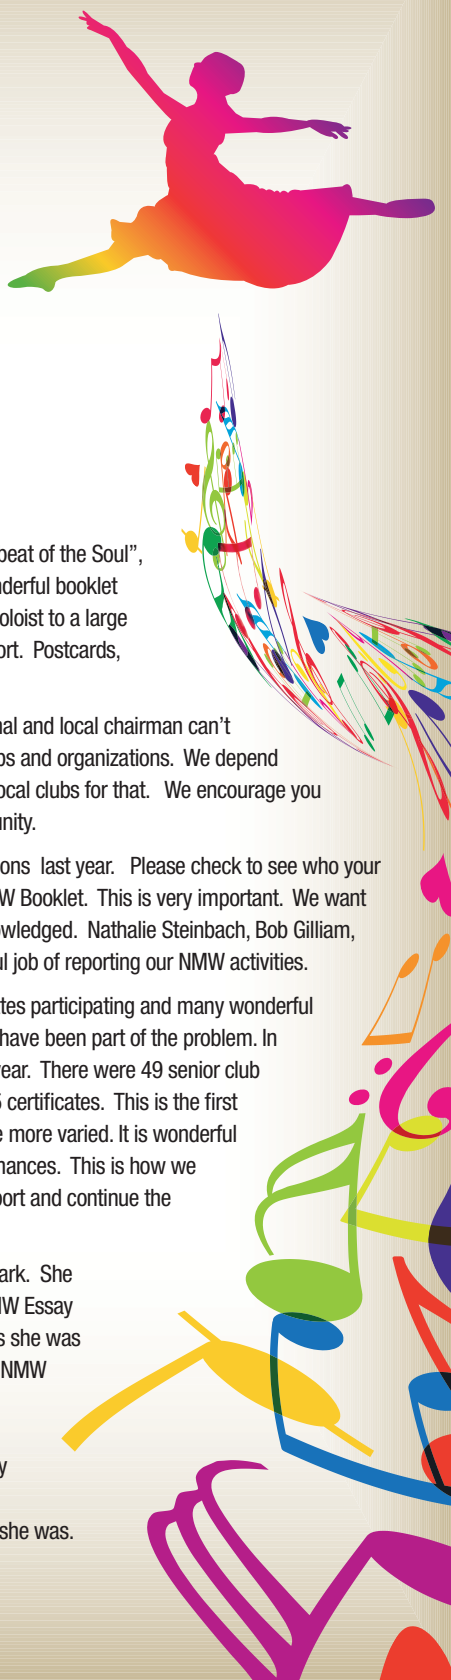 beat of the Soul”,
derful booklet
oloist to a large
ort. Postcards,
nal and local chairman can’t
bs and organizations. We depend
ocal clubs for that. We encourage you
unity.
ons last year. Please check to see who your
W Booklet. This is very important. We want
owledged. Nathalie Steinbach, Bob Gilliam,
ul job of reporting our NMW activities.
tes participating and many wonderful
have been part of the problem. In
year. There were 49 senior club
5 certificates. This is the first
e more varied. It is wonderful
mances. This is how we
port and continue the
ark. She
MW Essay
s she was
NMW
y
she was.